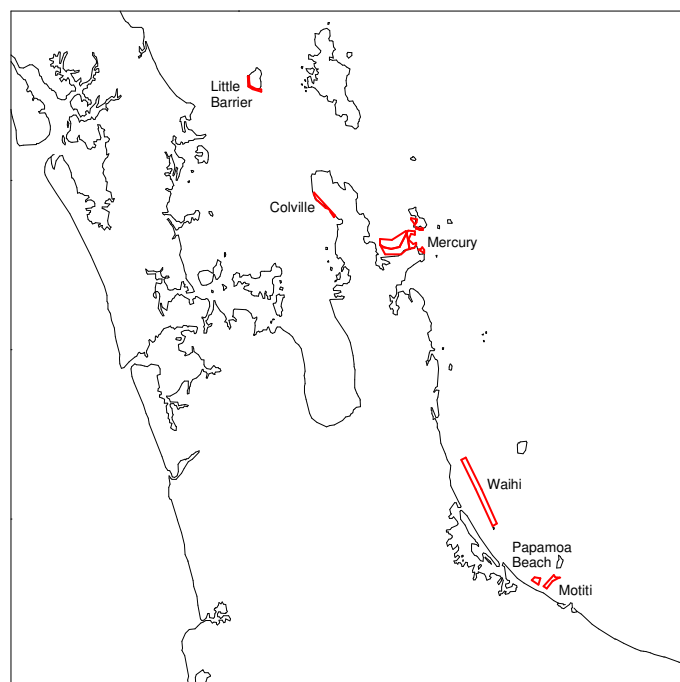 Little
Barrier
Colville
Mercury
Waihi
Papamoa
Beach
Motiti